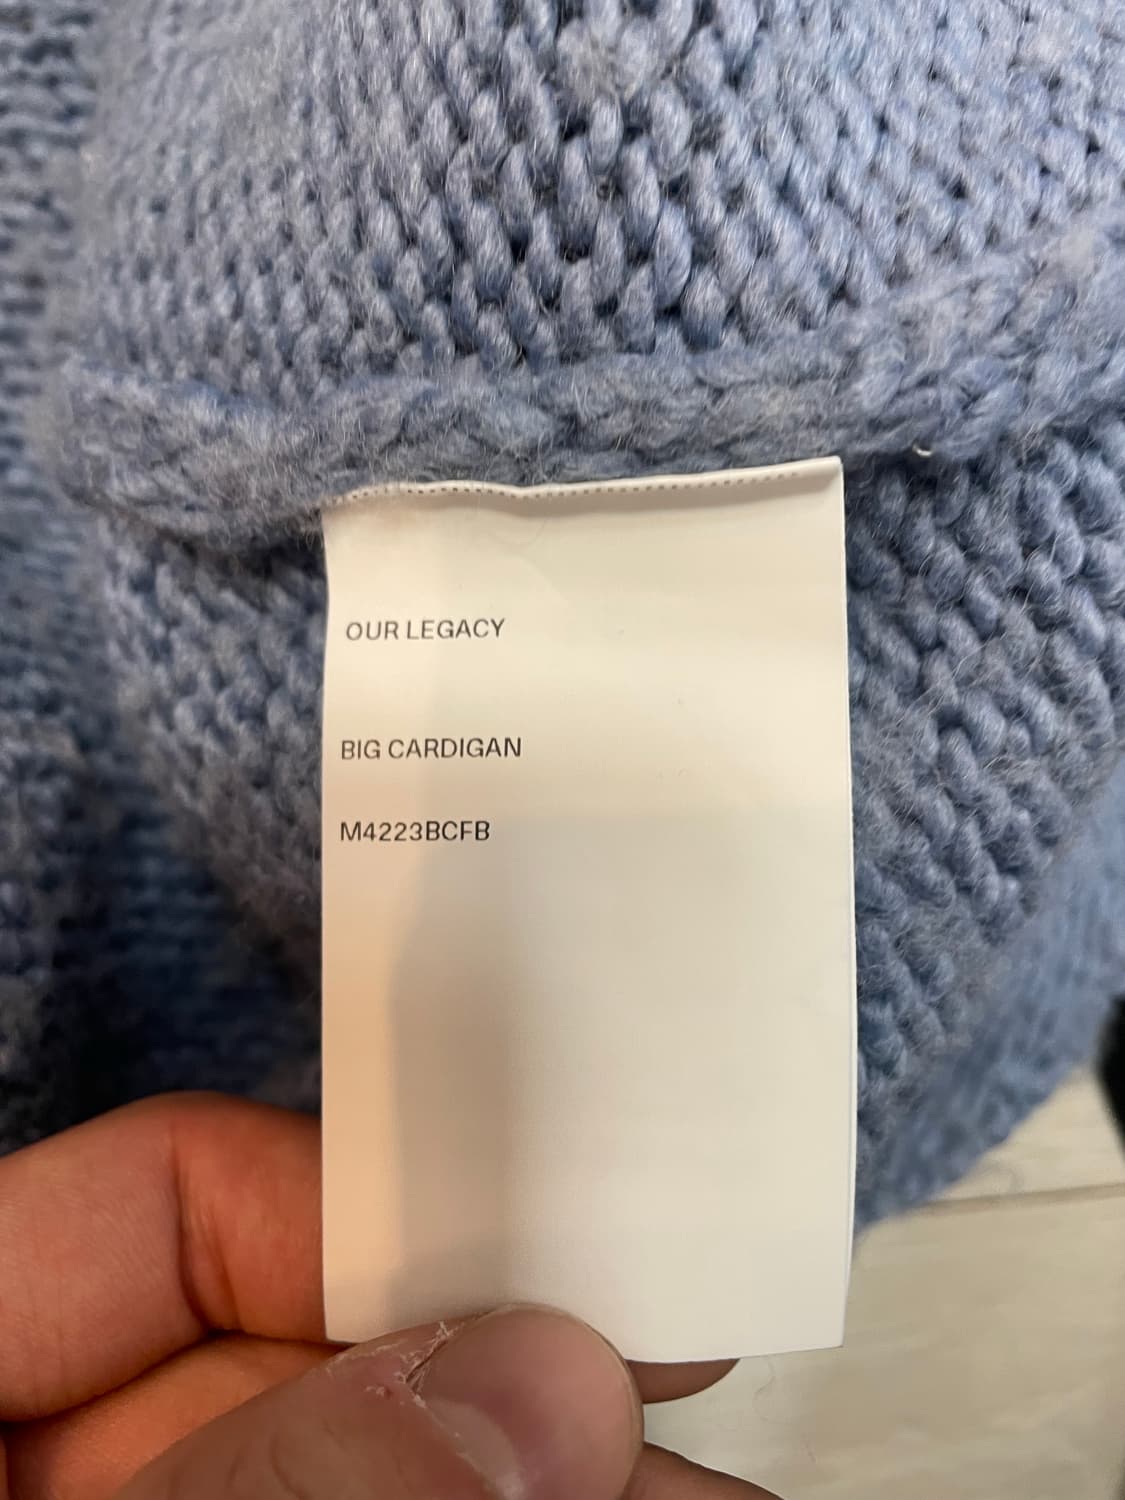 OUR LEGACY
BIG CARDIGAN
M4223BCFB